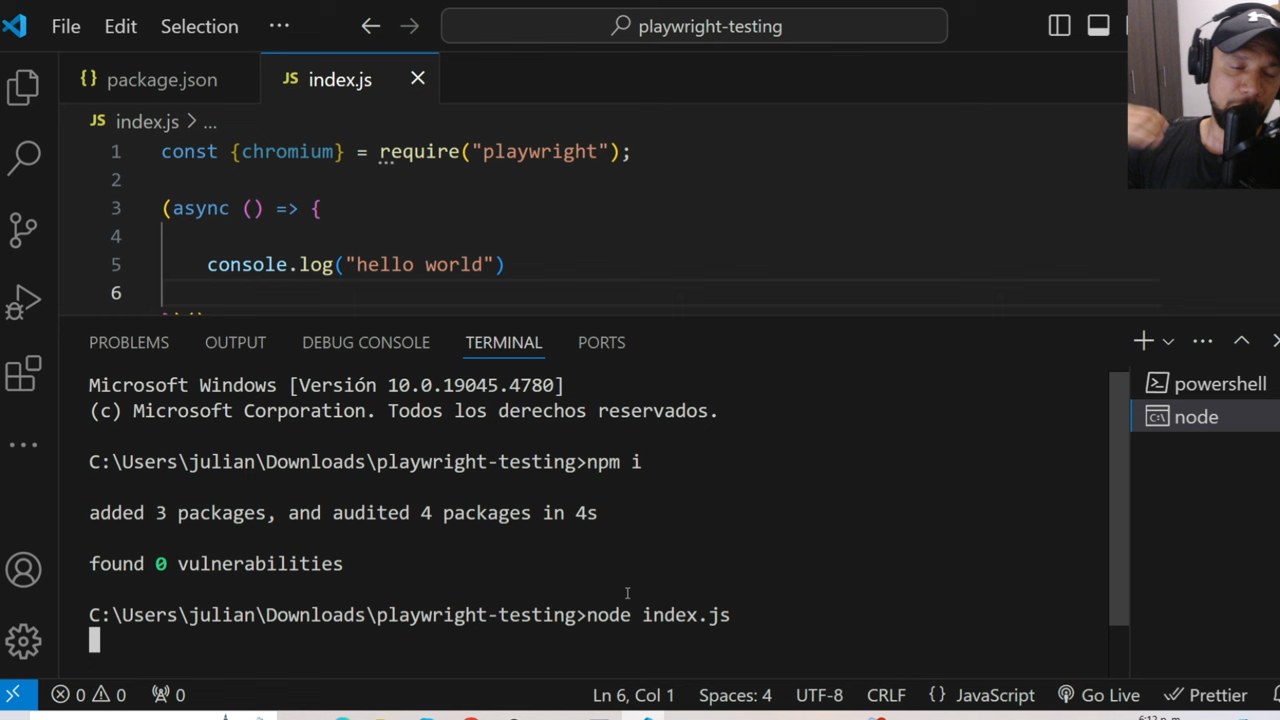 File Edit Selection ··· playwright-testing
{} package.json JS index.js
JS index.js > ...
1 const {chromium} = require("playwright");
2
3 (async () => {
4
5 console.log("hello world")
6
PROBLEMS OUTPUT DEBUG CONSOLE TERMINAL PORTS
Microsoft Windows [Versión 10.0.19045.4780]
(c) Microsoft Corporation. Todos los derechos reservados.
powershell
node
C:\Users\julian\Downloads\playwright-testing>npm i
added 3 packages, and audited 4 packages in 4s
found 0 vulnerabilities
C:\Users\julian\Downloads\playwright-testing>node index.js
0 0 0 Ln 6, Col 1 Spaces: 4 UTF-8 CRLF {} JavaScript Go Live Prettier